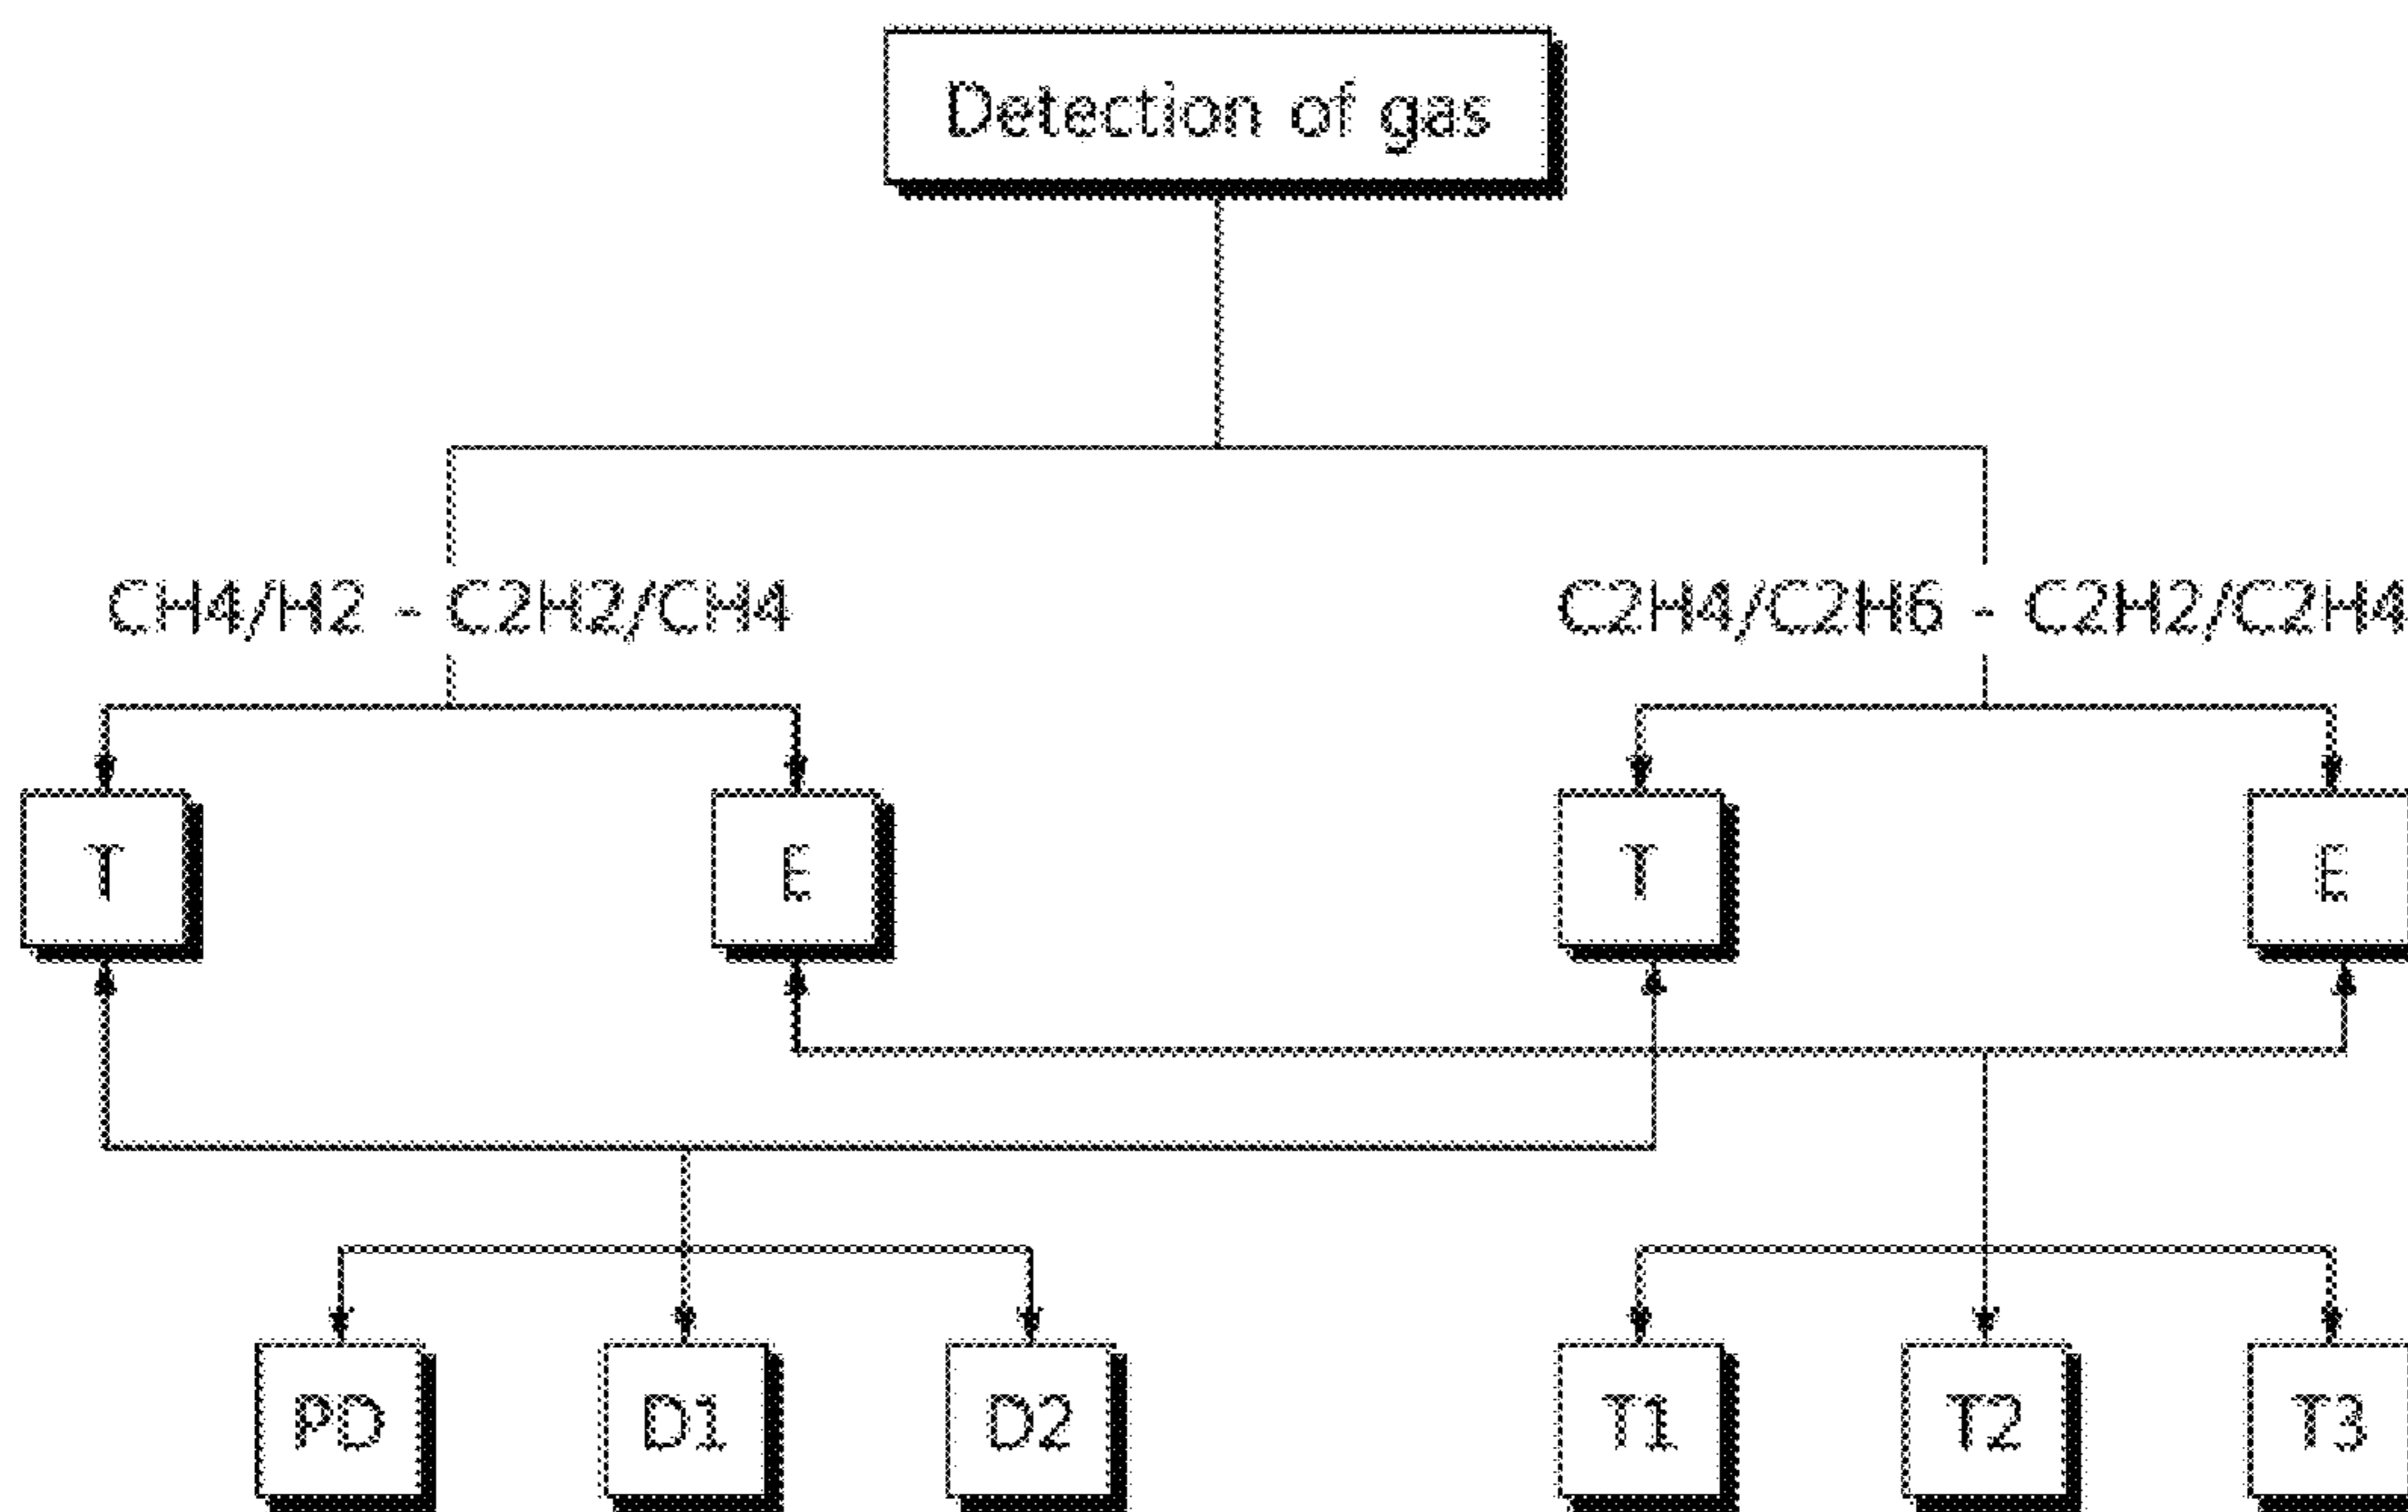 Detection of gas
CH4/H2 - C2H2/CH4
C2H4/C2H6 - C2H2/C2H4
T
E
T
E
PD
D1
D2
T1
T2
T3